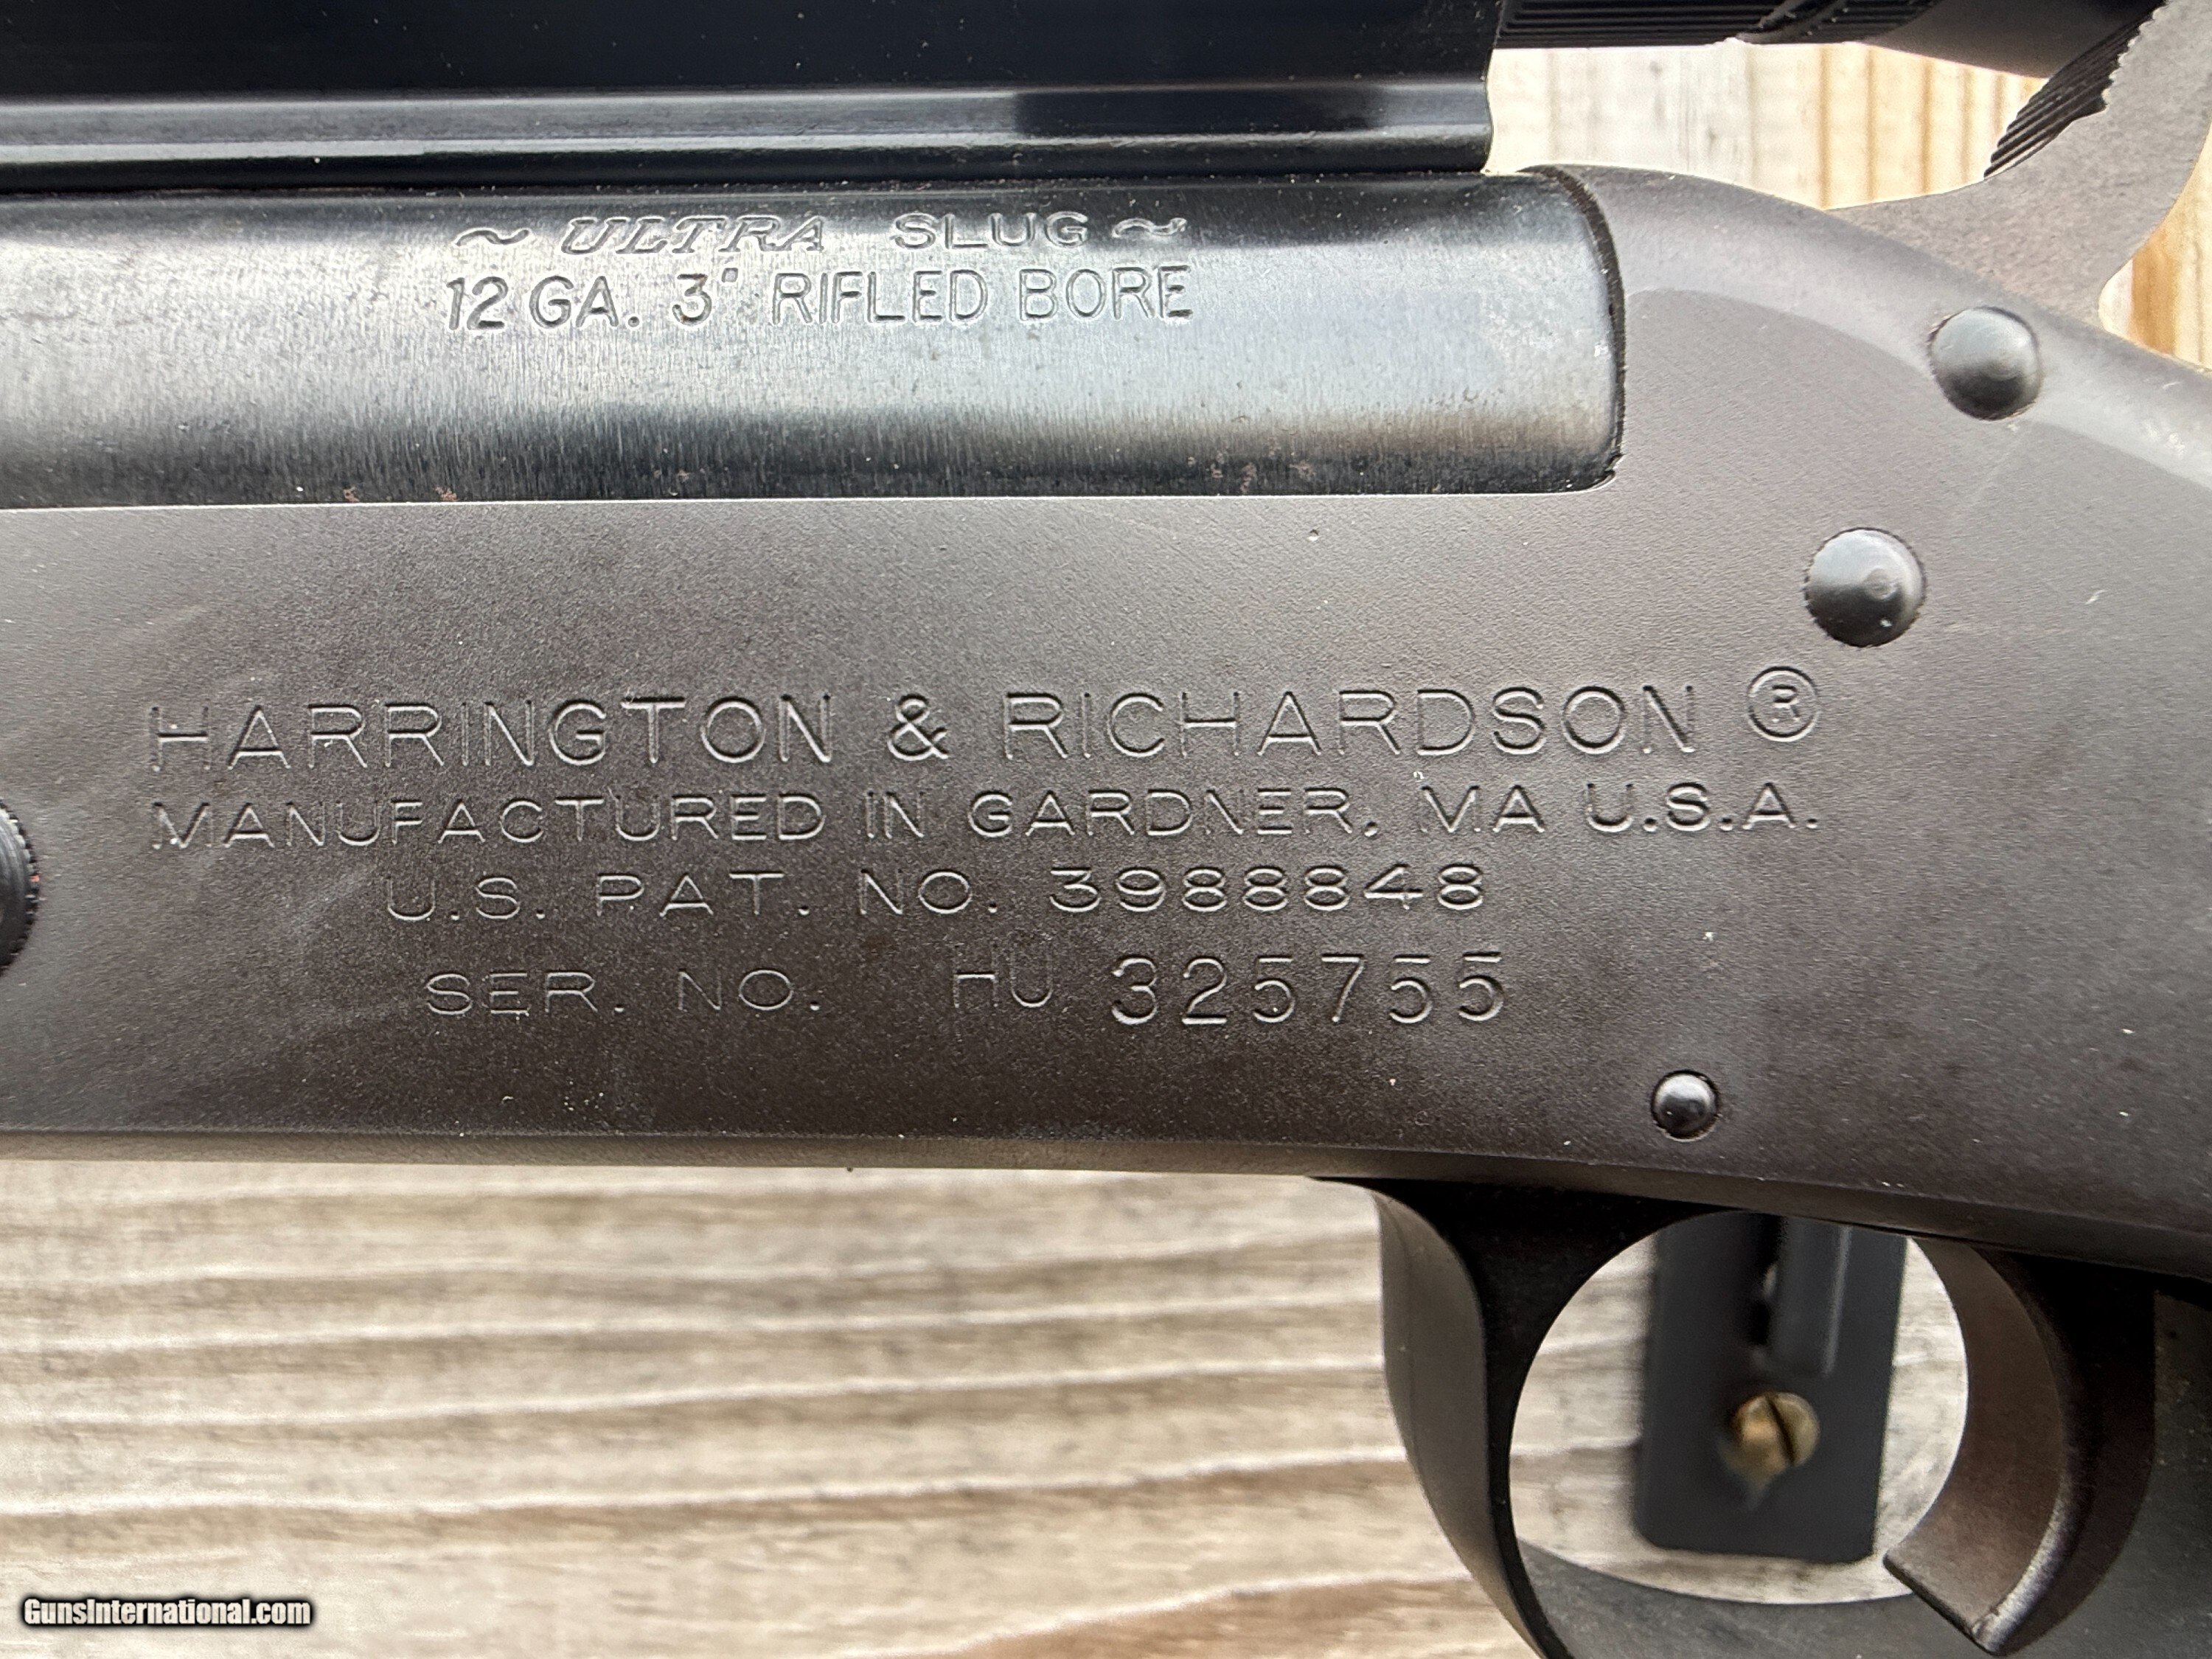 ~ ULTRA SLUG ~
12 GA. 3" RIFLED BORE
HARRINGTON & RICHARDSON ®
MANUFACTURED IN GARDNER, MA U.S.A.
U.S. PAT. NO. 3988848
SER. NO. HU 325755
GunsInternational.com